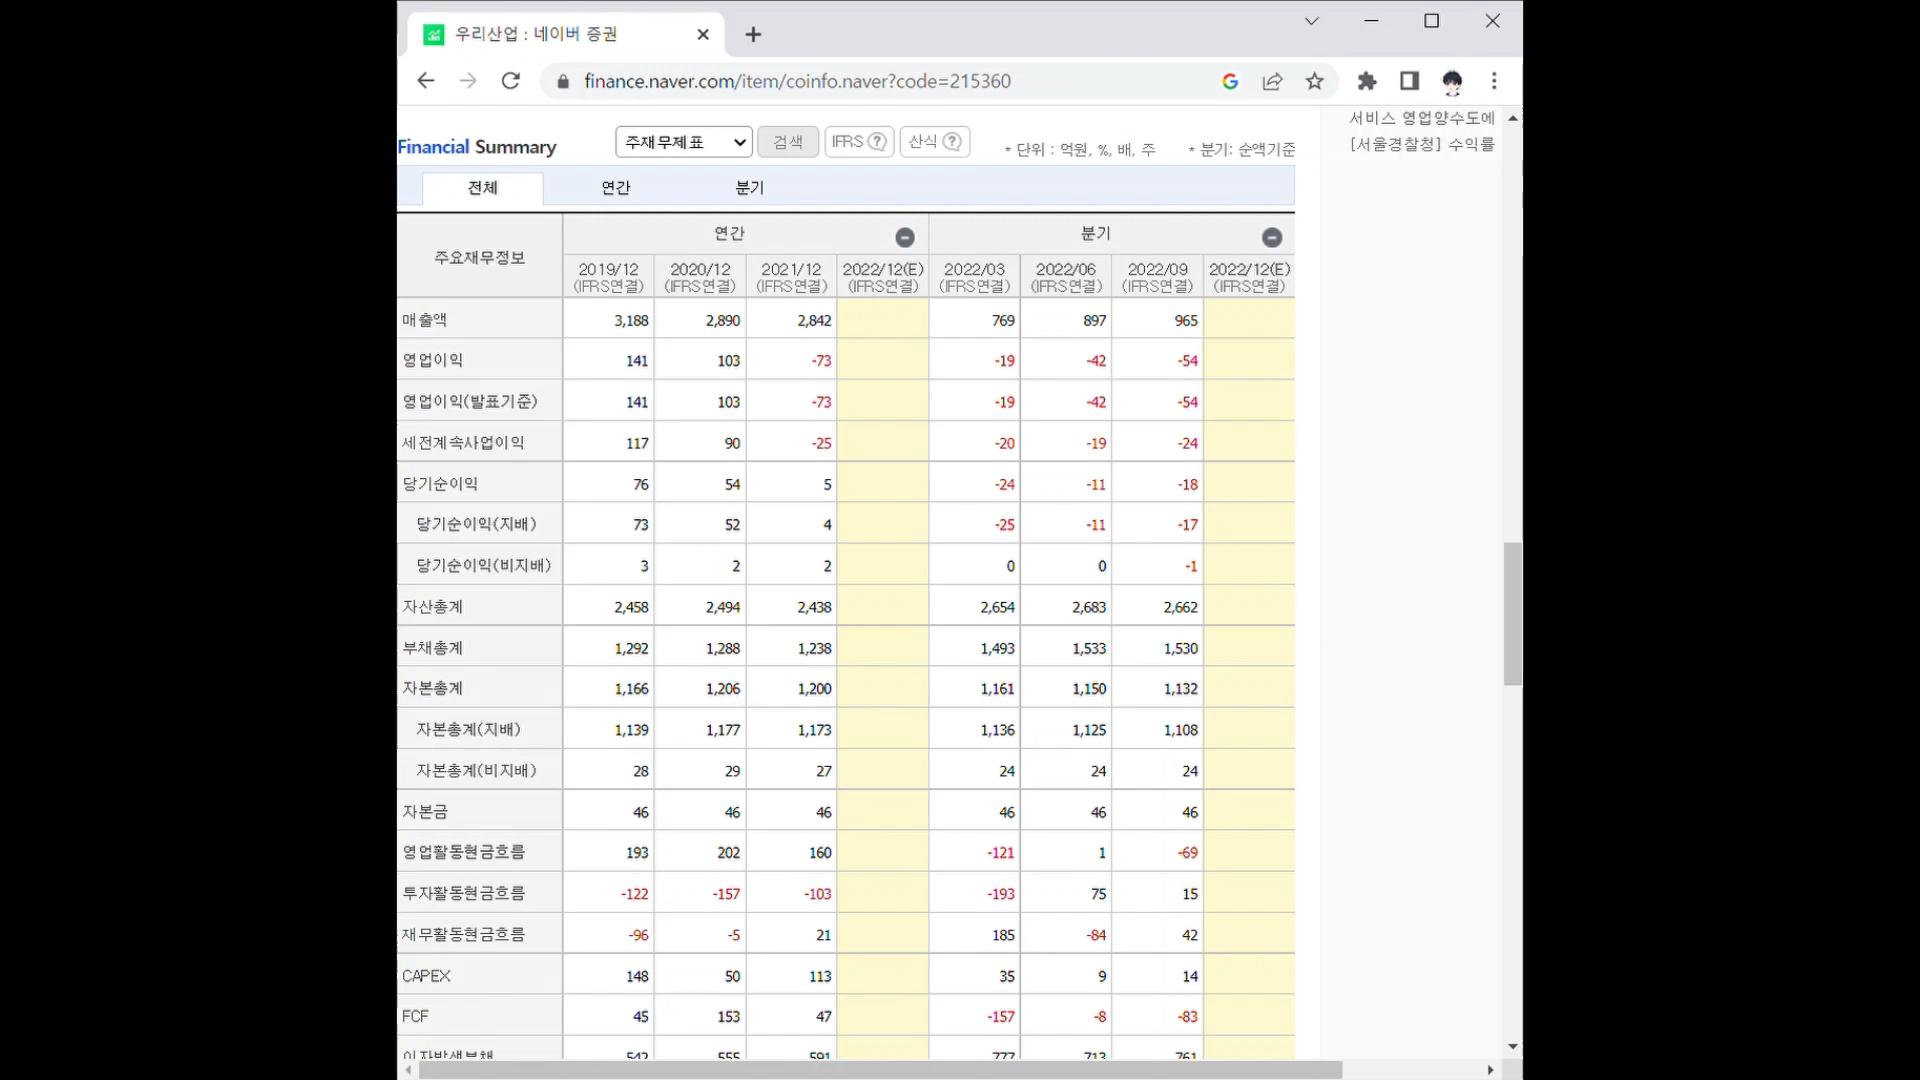 우리산업 : 네이버 증권
finance.naver.com/item/coinfo.naver?code=215360
서비스 영업양수도에
[서울경찰청] 수익률
Financial Summary 주재무제표 검색 IFRS ? 산식 ? * 단위 : 억원, %, 배, 주 * 분기: 순액기준
전체 연간 분기
주요재무정보 연간 분기
2019/12 2020/12 2021/12 2022/12(E) 2022/03 2022/06 2022/09 2022/12(E)
(IFRS연결) (IFRS연결) (IFRS연결) (IFRS연결) (IFRS연결) (IFRS연결) (IFRS연결) (IFRS연결)
매출액 3,188 2,890 2,842 769 897 965
영업이익 141 103 -73 -19 -42 -54
영업이익(발표기준) 141 103 -73 -19 -42 -54
세전계속사업이익 117 90 -25 -20 -19 -24
당기순이익 76 54 5 -24 -11 -18
당기순이익(지배) 73 52 4 -25 -11 -17
당기순이익(비지배) 3 2 2 0 0 -1
자산총계 2,458 2,494 2,438 2,654 2,683 2,662
부채총계 1,292 1,288 1,238 1,493 1,533 1,530
자본총계 1,166 1,206 1,200 1,161 1,150 1,132
자본총계(지배) 1,139 1,177 1,173 1,136 1,125 1,108
자본총계(비지배) 28 29 27 24 24 24
자본금 46 46 46 46 46 46
영업활동현금흐름 193 202 160 -121 1 -69
투자활동현금흐름 -122 -157 -103 -193 75 15
재무활동현금흐름 -96 -5 21 185 -84 42
CAPEX 148 50 113 35 9 14
FCF 45 153 47 -157 -8 -83
이자발생부채 542 555 591 777 713 761